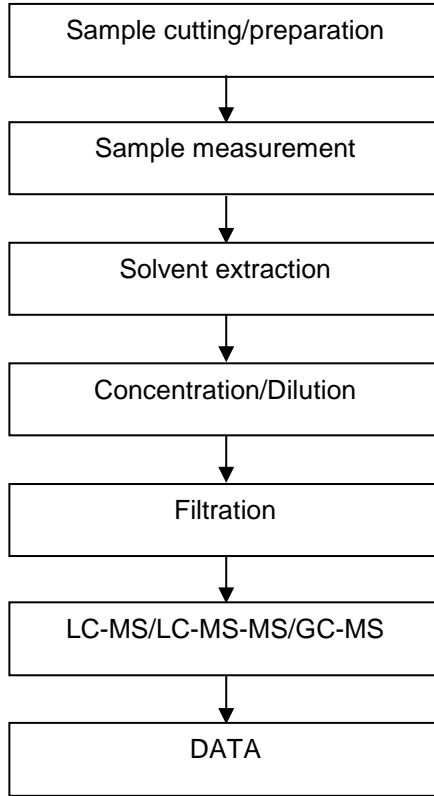 Sample cutting/preparation
Sample measurement
Solvent extraction
Concentration/Dilution
Filtration
LC-MS/LC-MS-MS/GC-MS
DATA